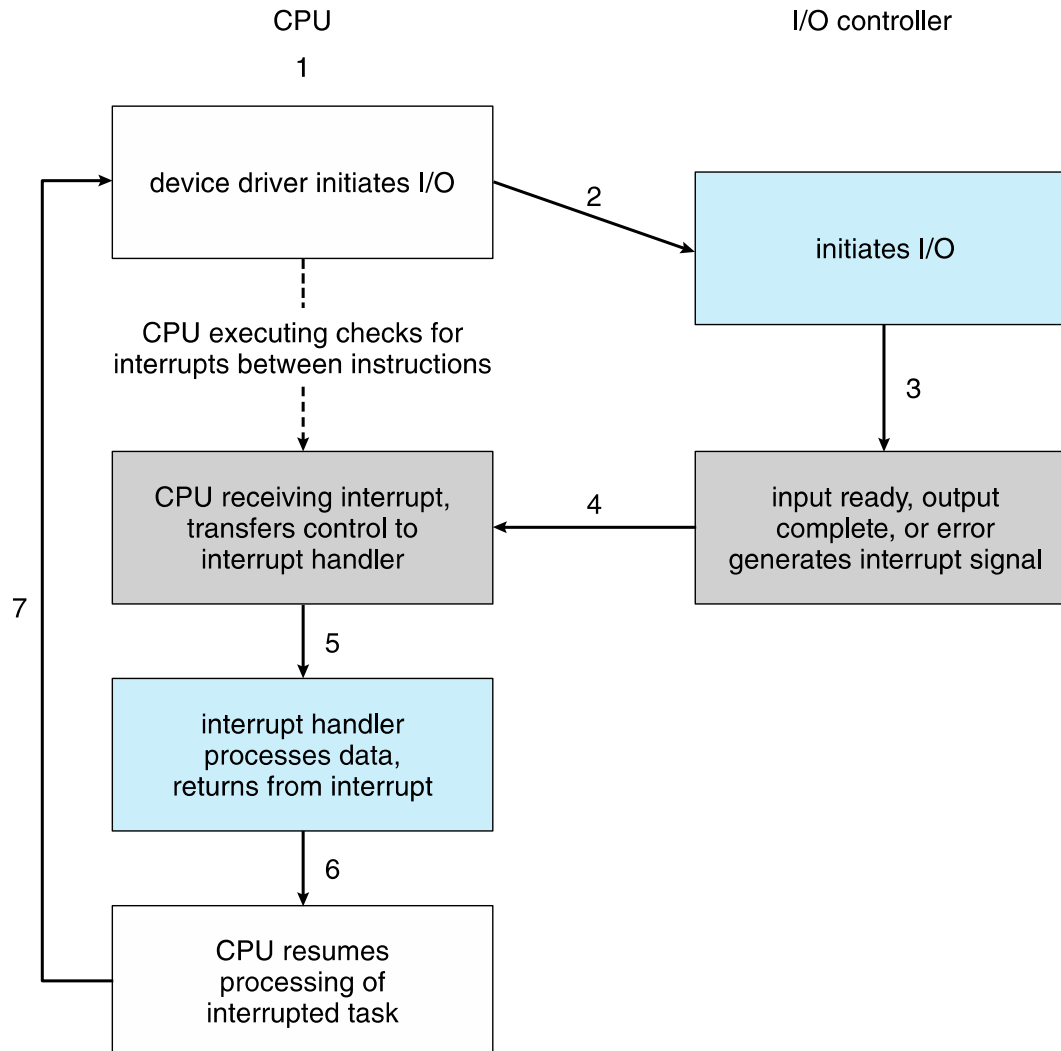 CPU
I/O controller
1
device driver initiates I/O
2
initiates I/O
CPU executing checks for
interrupts between instructions
3
CPU receiving interrupt,
transfers control to
interrupt handler
4
input ready, output
complete, or error
generates interrupt signal
7
5
interrupt handler
processes data,
returns from interrupt
6
CPU resumes
processing of
interrupted task